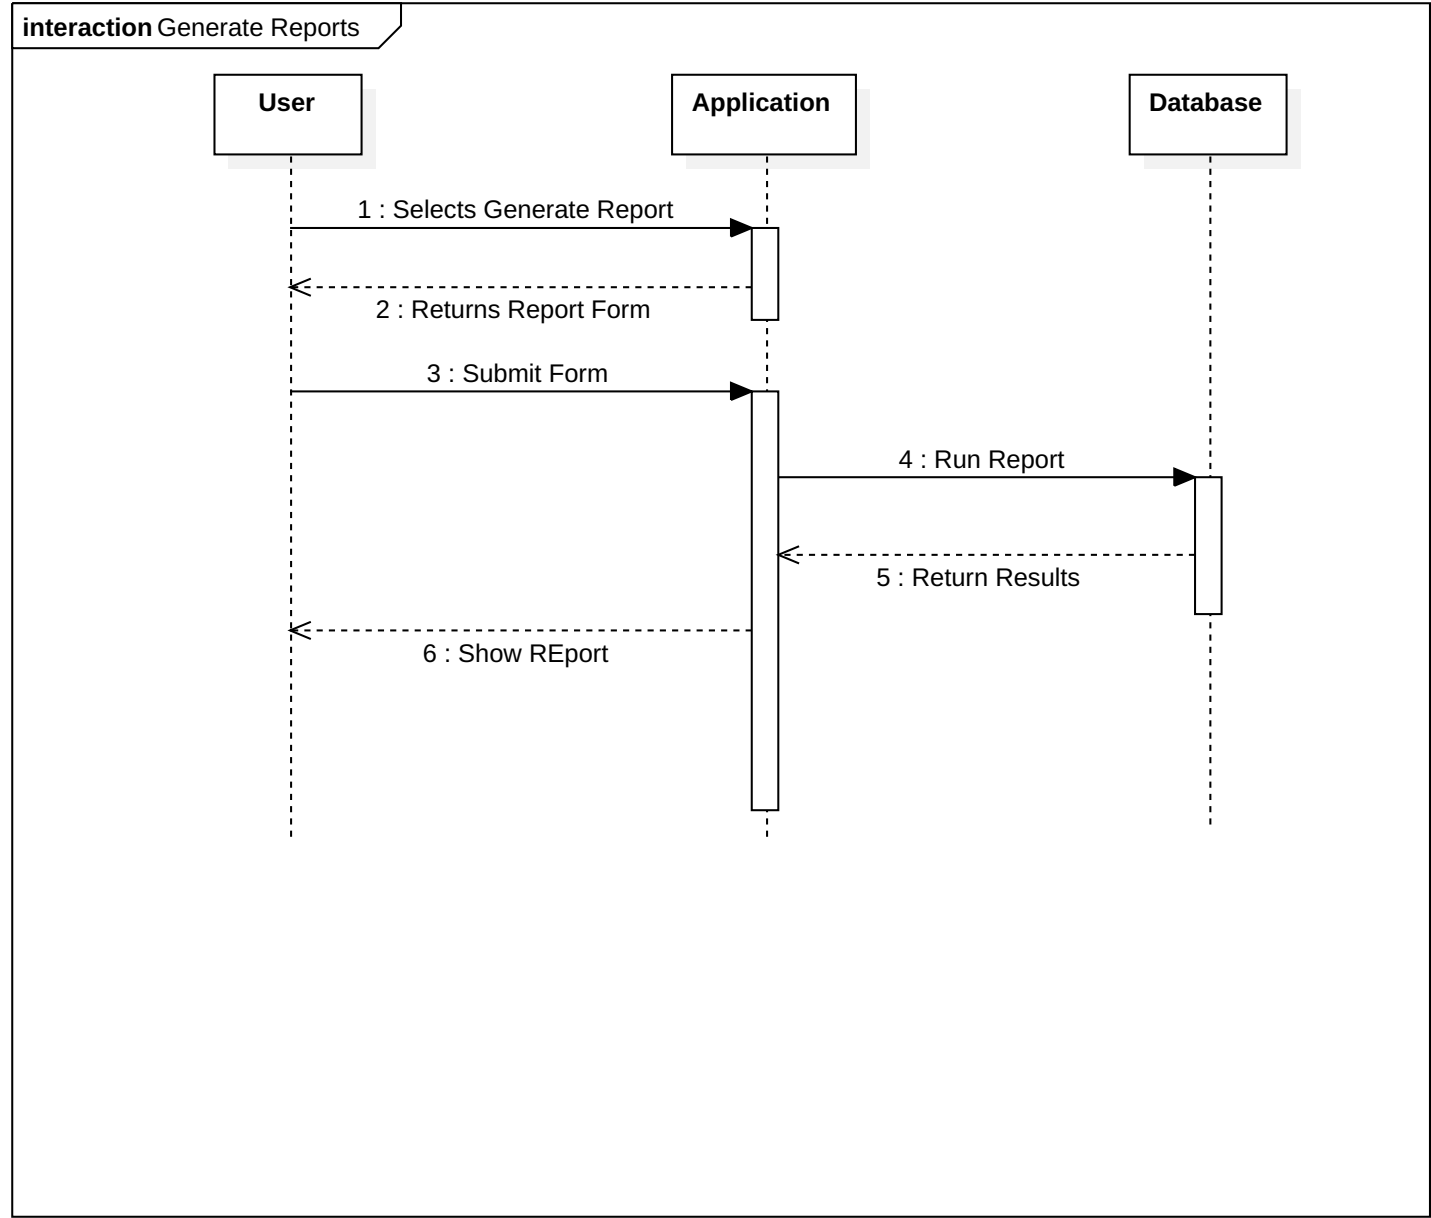 interaction Generate Reports
User
Application
Database
1 : Selects Generate Report
2 : Returns Report Form
3 : Submit Form
4 : Run Report
5 : Return Results
6 : Show REport